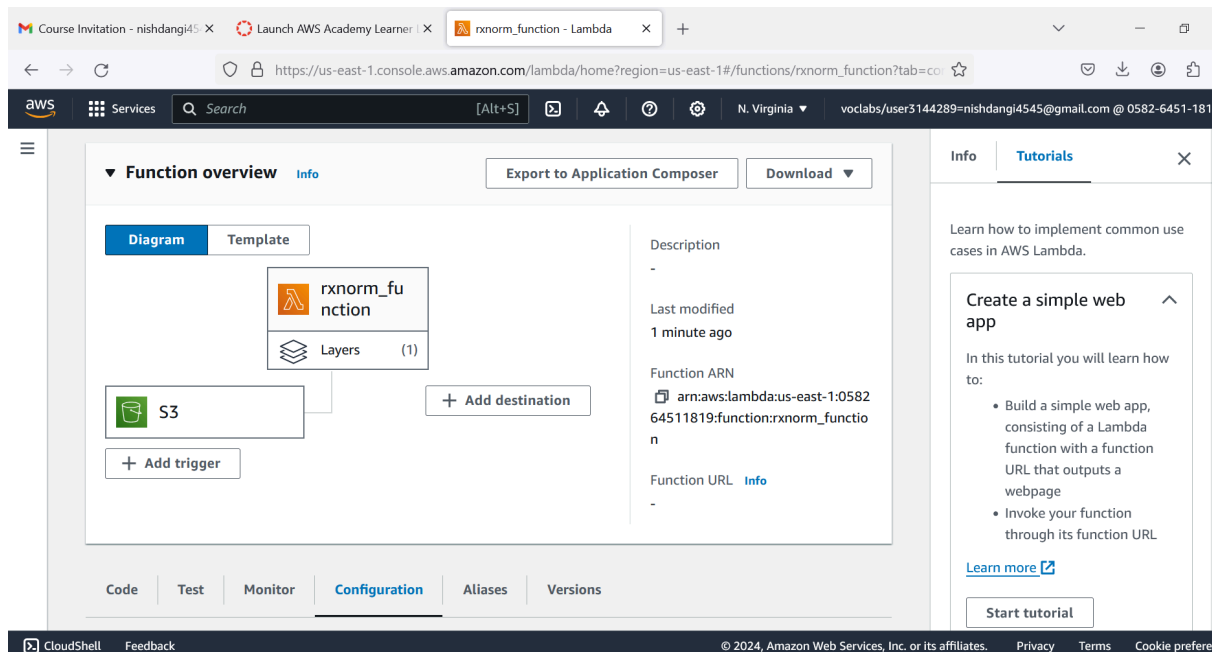 Course Invitation - nishdangi45
Launch AWS Academy Learner L
rxnorm_function - Lambda
https://us-east-1.console.aws.amazon.com/lambda/home?region=us-east-1#/functions/rxnorm_function?tab=co
aws
Services
Search
[Alt+S]
N. Virginia
voclabs/user3144289=nishdangi4545@gmail.com @ 0582-6451-181
Function overview
Info
Export to Application Composer
Download
Diagram
Template
rxnorm_fu
nction
Layers
(1)
S3
Add destination
Add trigger
Description
-
Last modified
1 minute ago
Function ARN
arn:aws:lambda:us-east-1:0582
64511819:function:rxnorm_functio
n
Function URL Info
-
Code
Test
Monitor
Configuration
Aliases
Versions
Info
Tutorials
Learn how to implement common use
cases in AWS Lambda.
Create a simple web
app
In this tutorial you will learn how
to:
• Build a simple web app,
consisting of a Lambda
function with a function
URL that outputs a
webpage
• Invoke your function
through its function URL
Learn more
Start tutorial
CloudShell
Feedback
© 2024, Amazon Web Services, Inc. or its affiliates.
Privacy
Terms
Cookie prefere